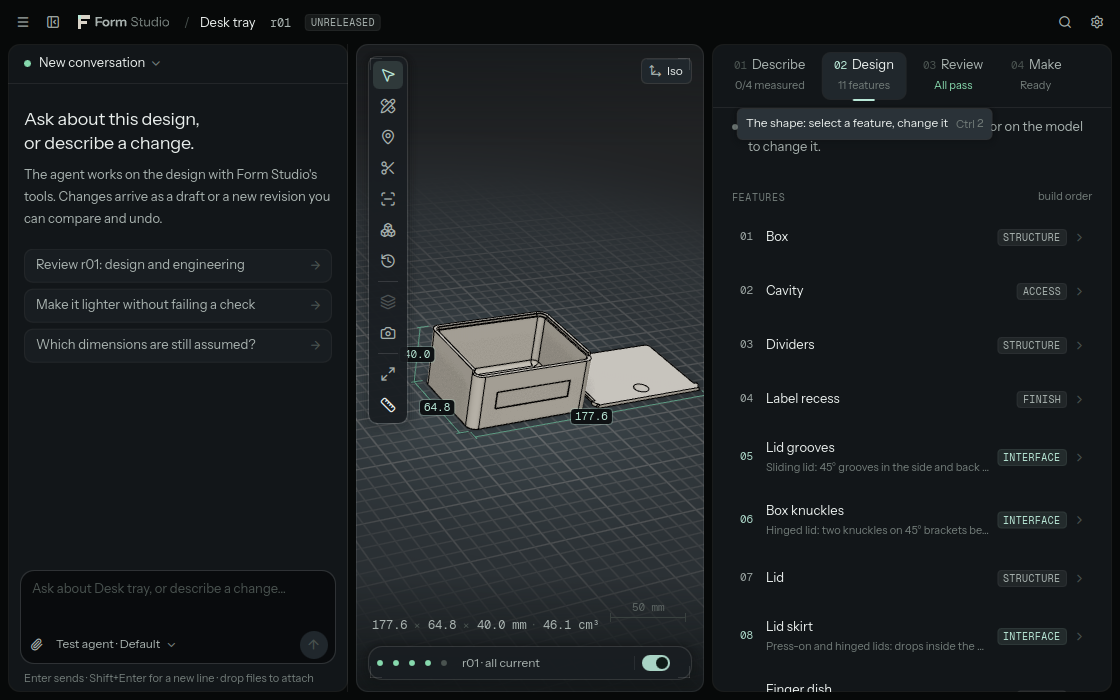 Form Studio / Desk tray r01 UNRELEASED
New conversation
Ask about this design,
or describe a change.
The agent works on the design with Form Studio's
tools. Changes arrive as a draft or a new revision you
can compare and undo.
Review r01: design and engineering
Make it lighter without failing a check
Which dimensions are still assumed?
Ask about Desk tray, or describe a change...
Test agent · Default
Enter sends · Shift+Enter for a new line · drop files to attach
Iso
40.0
64.8
177.6
50 mm
177.6 × 64.8 × 40.0 mm · 46.1 cm³
r01 · all current
01 Describe
0/4 measured
02 Design
11 features
03 Review
All pass
04 Make
Ready
The shape: select a feature, change it Ctrl 2
or on the model
to change it.
FEATURES build order
01 Box STRUCTURE
02 Cavity ACCESS
03 Dividers STRUCTURE
04 Label recess FINISH
05 Lid grooves INTERFACE
Sliding lid: 45° grooves in the side and back ...
06 Box knuckles INTERFACE
Hinged lid: two knuckles on 45° brackets be...
07 Lid STRUCTURE
08 Lid skirt INTERFACE
Press-on and hinged lids: drops inside the ...
Finger dish